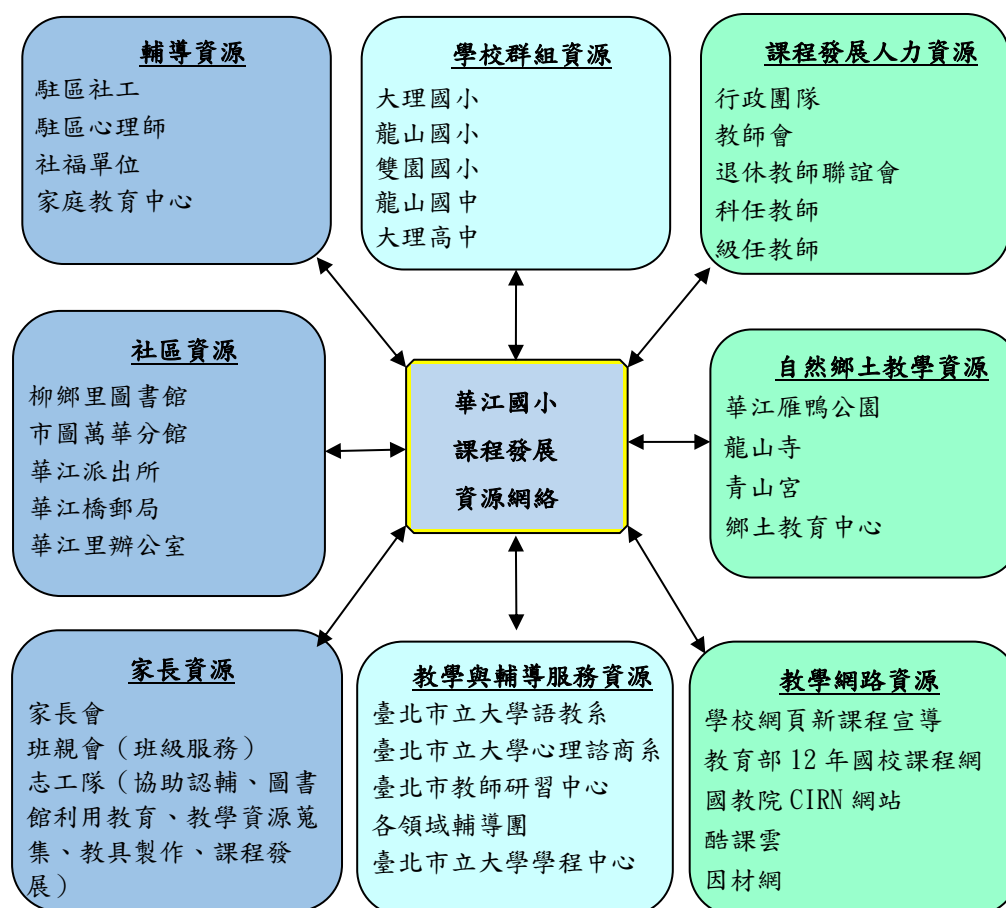 輔導資源
駐區社工
駐區心理師
社福單位
家庭教育中心
學校群組資源
大理國小
龍山國小
雙園國小
龍山國中
大理高中
課程發展人力資源
行政團隊
教師會
退休教師聯誼會
科任教師
級任教師
社區資源
柳鄉里圖書館
市圖萬華分館
華江派出所
華江橋郵局
華江里辦公室
華江國小
課程發展
資源網絡
自然鄉土教學資源
華江雁鴨公園
龍山寺
青山宮
鄉土教育中心
家長資源
家長會
班親會（班級服務）
志工隊（協助認輔、圖書
館利用教育、教學資源蒐
集、教具製作、課程發
展）
教學與輔導服務資源
臺北市立大學語教系
臺北市立大學心理諮商系
臺北市教師研習中心
各領域輔導團
臺北市立大學學程中心
教學網路資源
學校網頁新課程宣導
教育部 12 年國校課程網
國教院 CIRN 網站
酷課雲
因材網